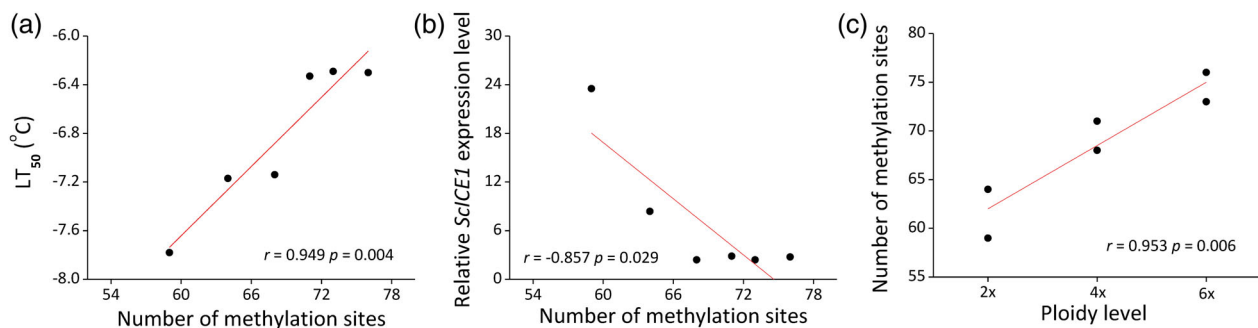 (a)
-6.0
-6.4
-6.8
-7.2
-7.6
-8.0
LT50 (°C)
r = 0.949 p = 0.004
54 60 66 72 78
Number of methylation sites
(b)
30
24
18
12
6
0
Relative ScICE1 expression level
r = -0.857 p = 0.029
54 60 66 72 78
Number of methylation sites
(c)
80
75
70
65
60
55
Number of methylation sites
r = 0.953 p = 0.006
2x 4x 6x
Ploidy level